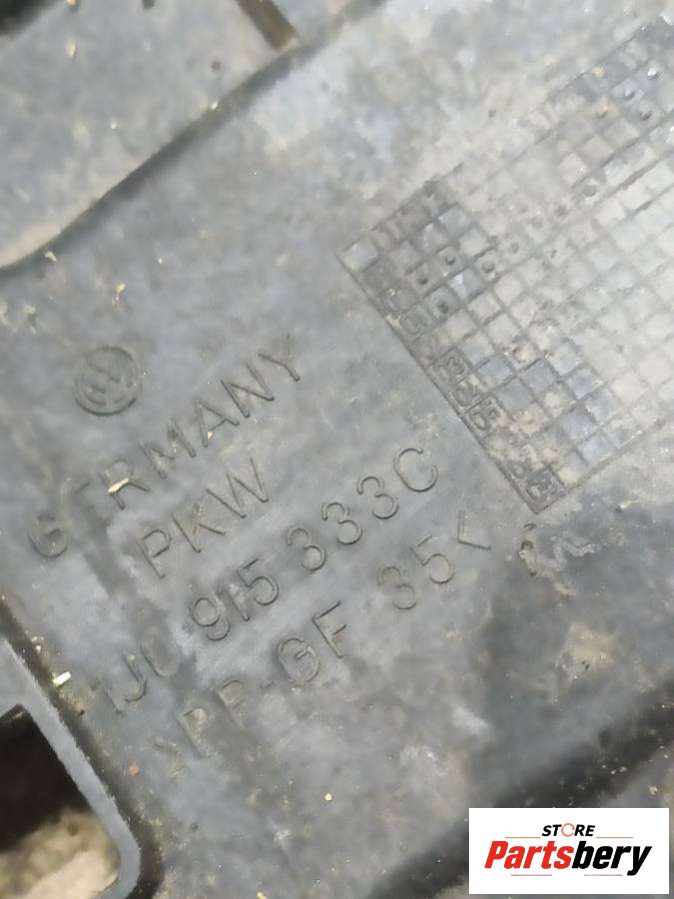 GERMANY
PKW
1J0 915 333C
>PP-GF 35<
STORE
Partsbery